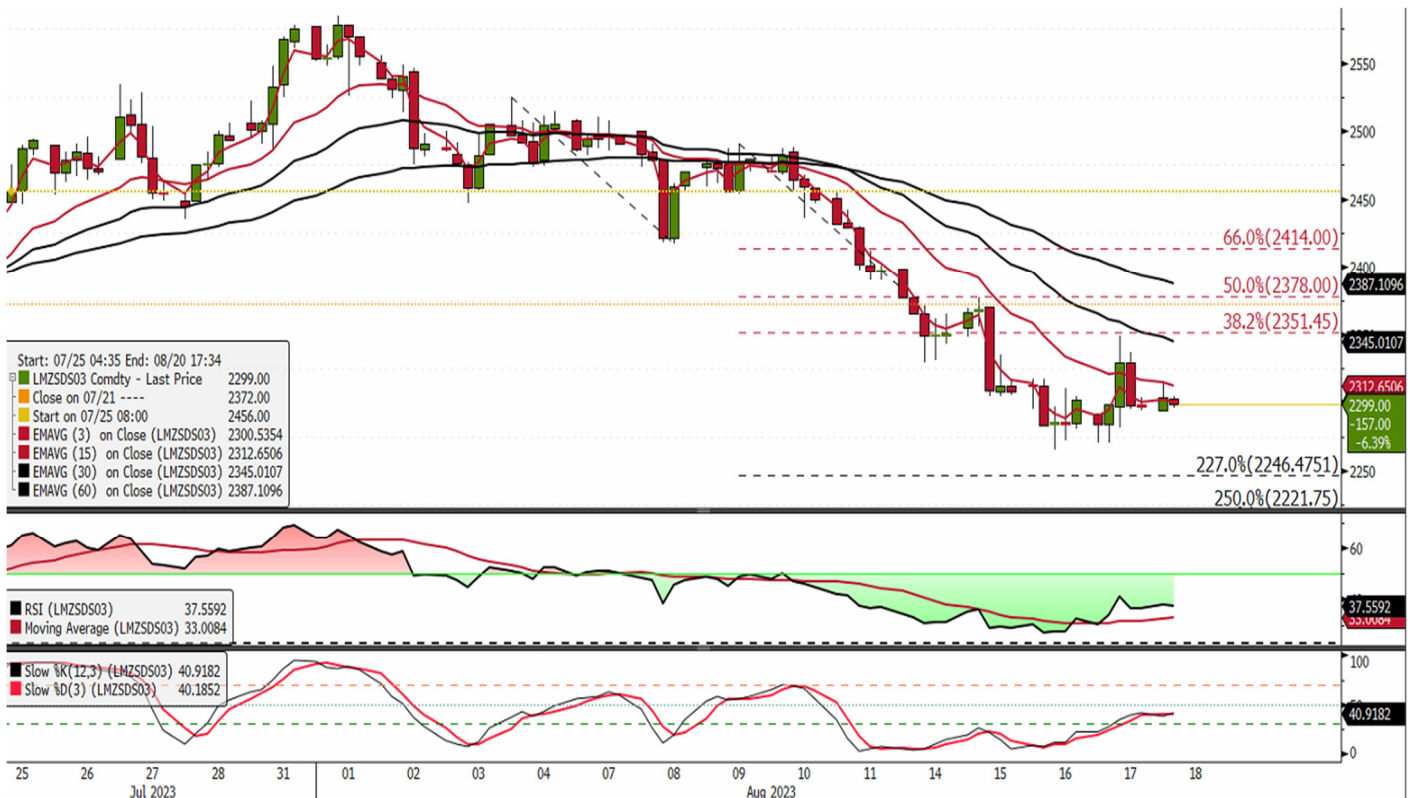 2550
2500
2450
66.0%(2414.00)
2400
50.0%(2378.00)
2387.1096
38.2%(2351.45)
2345.0107
2312.6506
2299.00
-157.00
-6.39%
227.0%(2246.4751)
2250
250.0%(2221.75)
Start: 07/25 04:35 End: 08/20 17:34
LMZSDS03 Comdty - Last Price 2299.00
Close on 07/21 ---- 2372.00
Start on 07/25 08:00 2456.00
EMAVG (3) on Close (LMZSDS03) 2300.5354
EMAVG (15) on Close (LMZSDS03) 2312.6506
EMAVG (30) on Close (LMZSDS03) 2345.0107
EMAVG (60) on Close (LMZSDS03) 2387.1096
60
RSI (LMZSDS03) 37.5592
Moving Average (LMZSDS03) 33.0084
37.5592
33.0084
Slow %K(12,3) (LMZSDS03) 40.9182
Slow %D(3) (LMZSDS03) 40.1852
100
40.9182
0
25 26 27 28 31 01 02 03 04 07 08 09 10 11 14 15 16 17 18
Jul 2023 Aug 2023